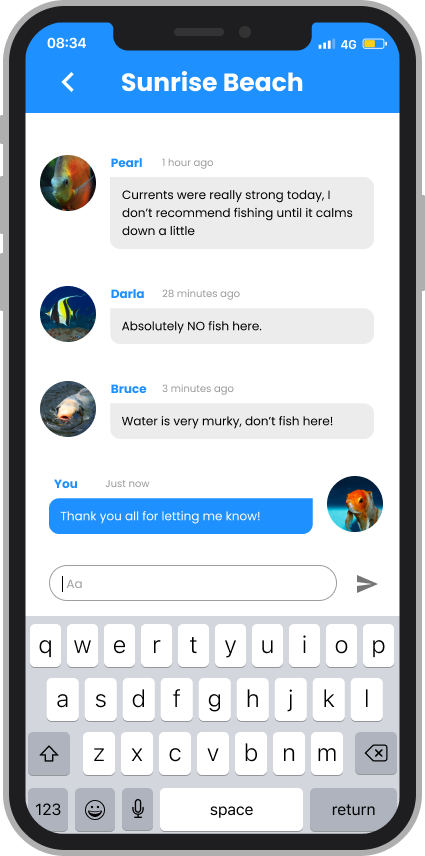 08:34
4G
Sunrise Beach
Pearl 1 hour ago
Currents were really strong today, I
don’t recommend fishing until it calms
down a little
Darla 28 minutes ago
Absolutely NO fish here.
Bruce 3 minutes ago
Water is very murky, don’t fish here!
You Just now
Thank you all for letting me know!
Aa
q w e r t y u i o p
a s d f g h j k l
z x c v b n m
123 space return